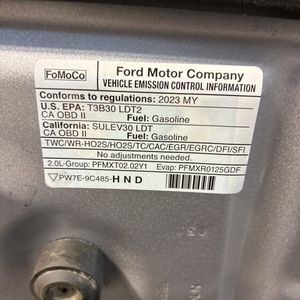 FoMoCo
Ford Motor Company
VEHICLE EMISSION CONTROL INFORMATION
Conforms to regulations: 2023 MY
U.S. EPA: T3B30 LDT2
CA OBD II Fuel: Gasoline
California: SULEV30 LDT
CA OBD II Fuel: Gasoline
TWC/WR-HO2S/HO2S/TC/CAC/EGR/EGRC/DFI/SFI
No adjustments needed.
2.0L-Group: PFMXT02.02Y1 Evap: PFMXR0125GDF
PW7E-9C485-HND